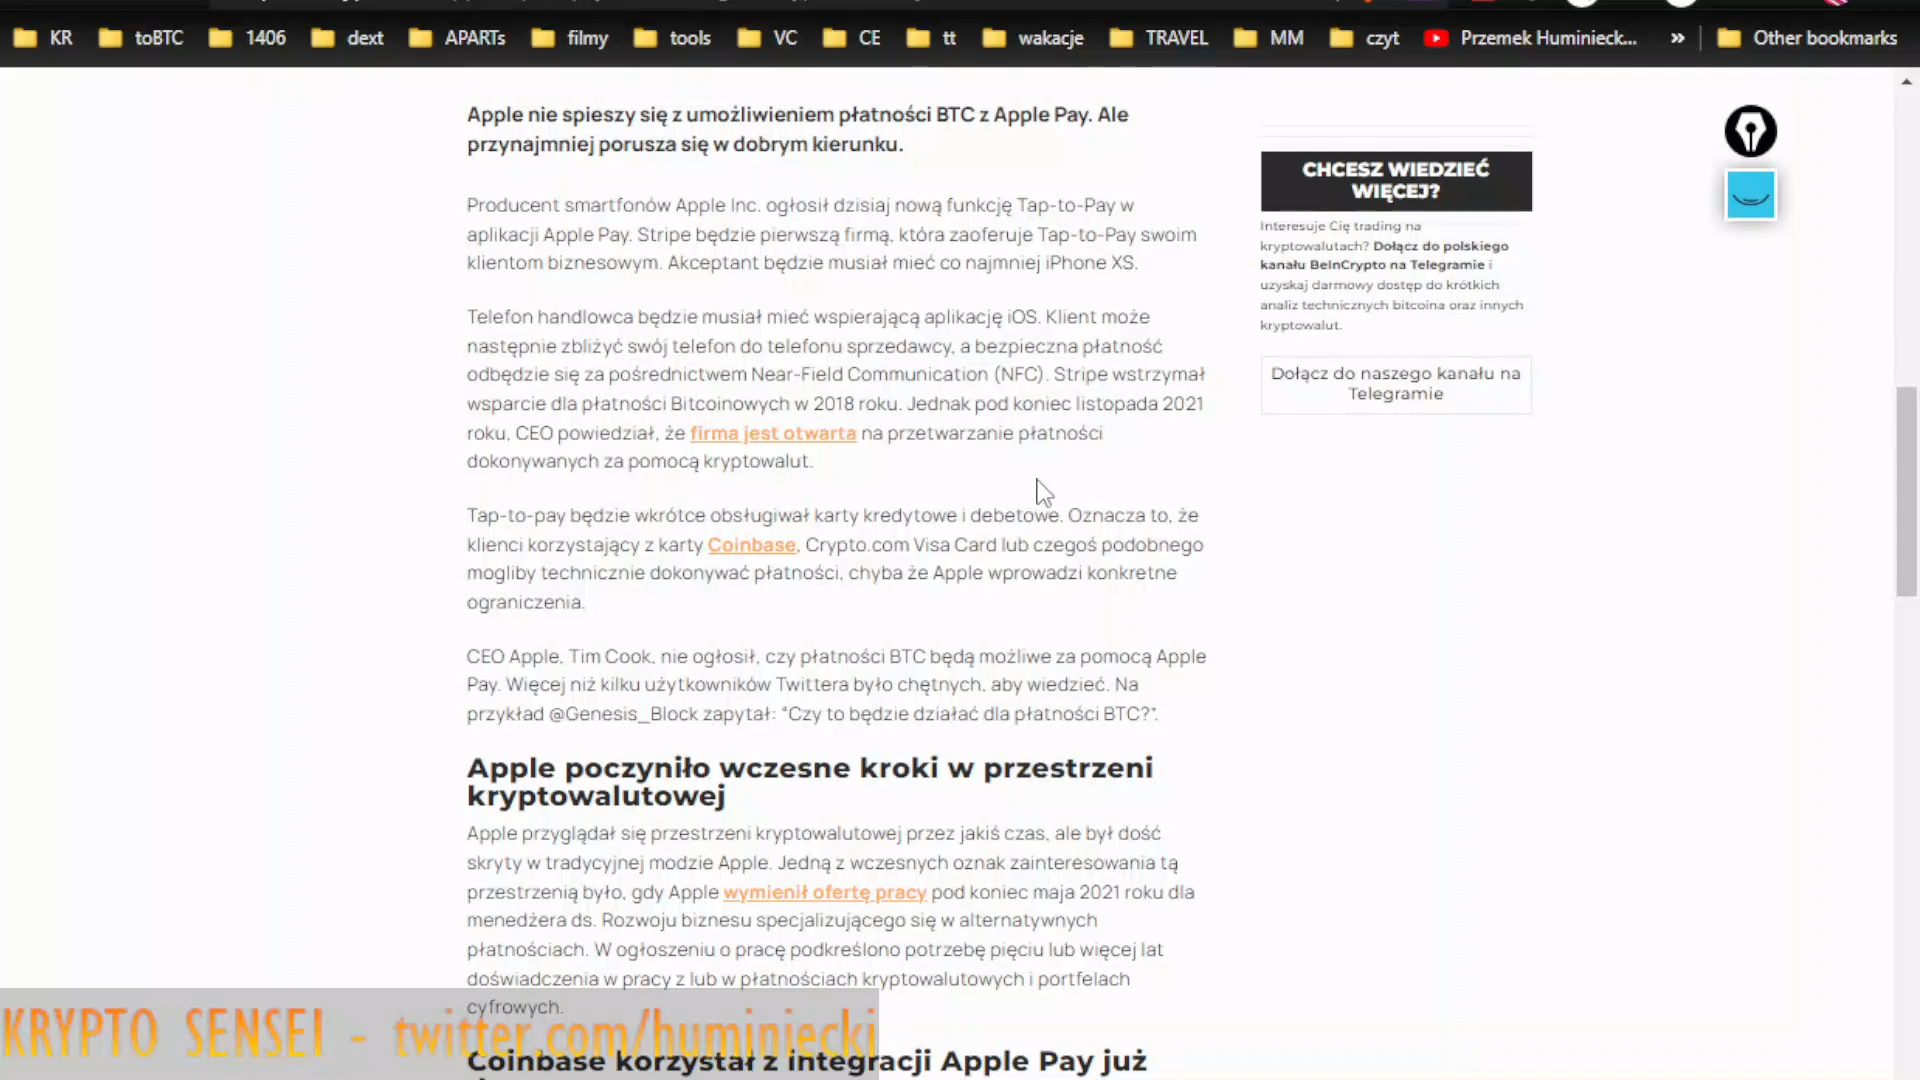 KR toBTC 1406 dext APARTs filmy tools VC CE tt wakacje TRAVEL MM czyt Przemek Huminieck... » Other bookmarks
Apple nie spieszy się z umożliwieniem płatności BTC z Apple Pay. Ale
przynajmniej porusza się w dobrym kierunku.
Producent smartfonów Apple Inc. ogłosił dzisiaj nową funkcję Tap-to-Pay w
aplikacji Apple Pay. Stripe będzie pierwszą firmą, która zaoferuje Tap-to-Pay swoim
klientom biznesowym. Akceptant będzie musiał mieć co najmniej iPhone XS.
Telefon handlowca będzie musiał mieć wspierającą aplikację iOS. Klient może
następnie zbliżyć swój telefon do telefonu sprzedawcy, a bezpieczna płatność
odbędzie się za pośrednictwem Near-Field Communication (NFC). Stripe wstrzymał
wsparcie dla płatności Bitcoinowych w 2018 roku. Jednak pod koniec listopada 2021
roku, CEO powiedział, że firma jest otwarta na przetwarzanie płatności
dokonywanych za pomocą kryptowalut.
Tap-to-pay będzie wkrótce obsługiwał karty kredytowe i debetowe. Oznacza to, że
klienci korzystający z karty Coinbase, Crypto.com Visa Card lub czegoś podobnego
mogliby technicznie dokonywać płatności, chyba że Apple wprowadzi konkretne
ograniczenia.
CEO Apple, Tim Cook, nie ogłosił, czy płatności BTC będą możliwe za pomocą Apple
Pay. Więcej niż kilku użytkowników Twittera było chętnych, aby wiedzieć. Na
przykład @Genesis_Block zapytał: "Czy to będzie działać dla płatności BTC?".
Apple poczyniło wczesne kroki w przestrzeni
kryptowalutowej
Apple przyglądał się przestrzeni kryptowalutowej przez jakiś czas, ale był dość
skryty w tradycyjnej modzie Apple. Jedną z wczesnych oznak zainteresowania tą
przestrzenią było, gdy Apple wymienił ofertę pracy pod koniec maja 2021 roku dla
menedżera ds. Rozwoju biznesu specjalizującego się w alternatywnych
płatnościach. W ogłoszeniu o pracę podkreślono potrzebę pięciu lub więcej lat
doświadczenia w pracy z lub w płatnościach kryptowalutowych i portfelach
cyfrowych.
Coinbase korzystał z integracji Apple Pay już
CHCESZ WIEDZIEĆ
WIĘCEJ?
Interesuje Cię trading na
kryptowalutach? Dołącz do polskiego
kanału BeInCrypto na Telegramie i
uzyskaj darmowy dostęp do krótkich
analiz technicznych bitcoina oraz innych
kryptowalut.
Dołącz do naszego kanału na
Telegramie
KRYPTO SENSEI - twitter.com/huminiecki